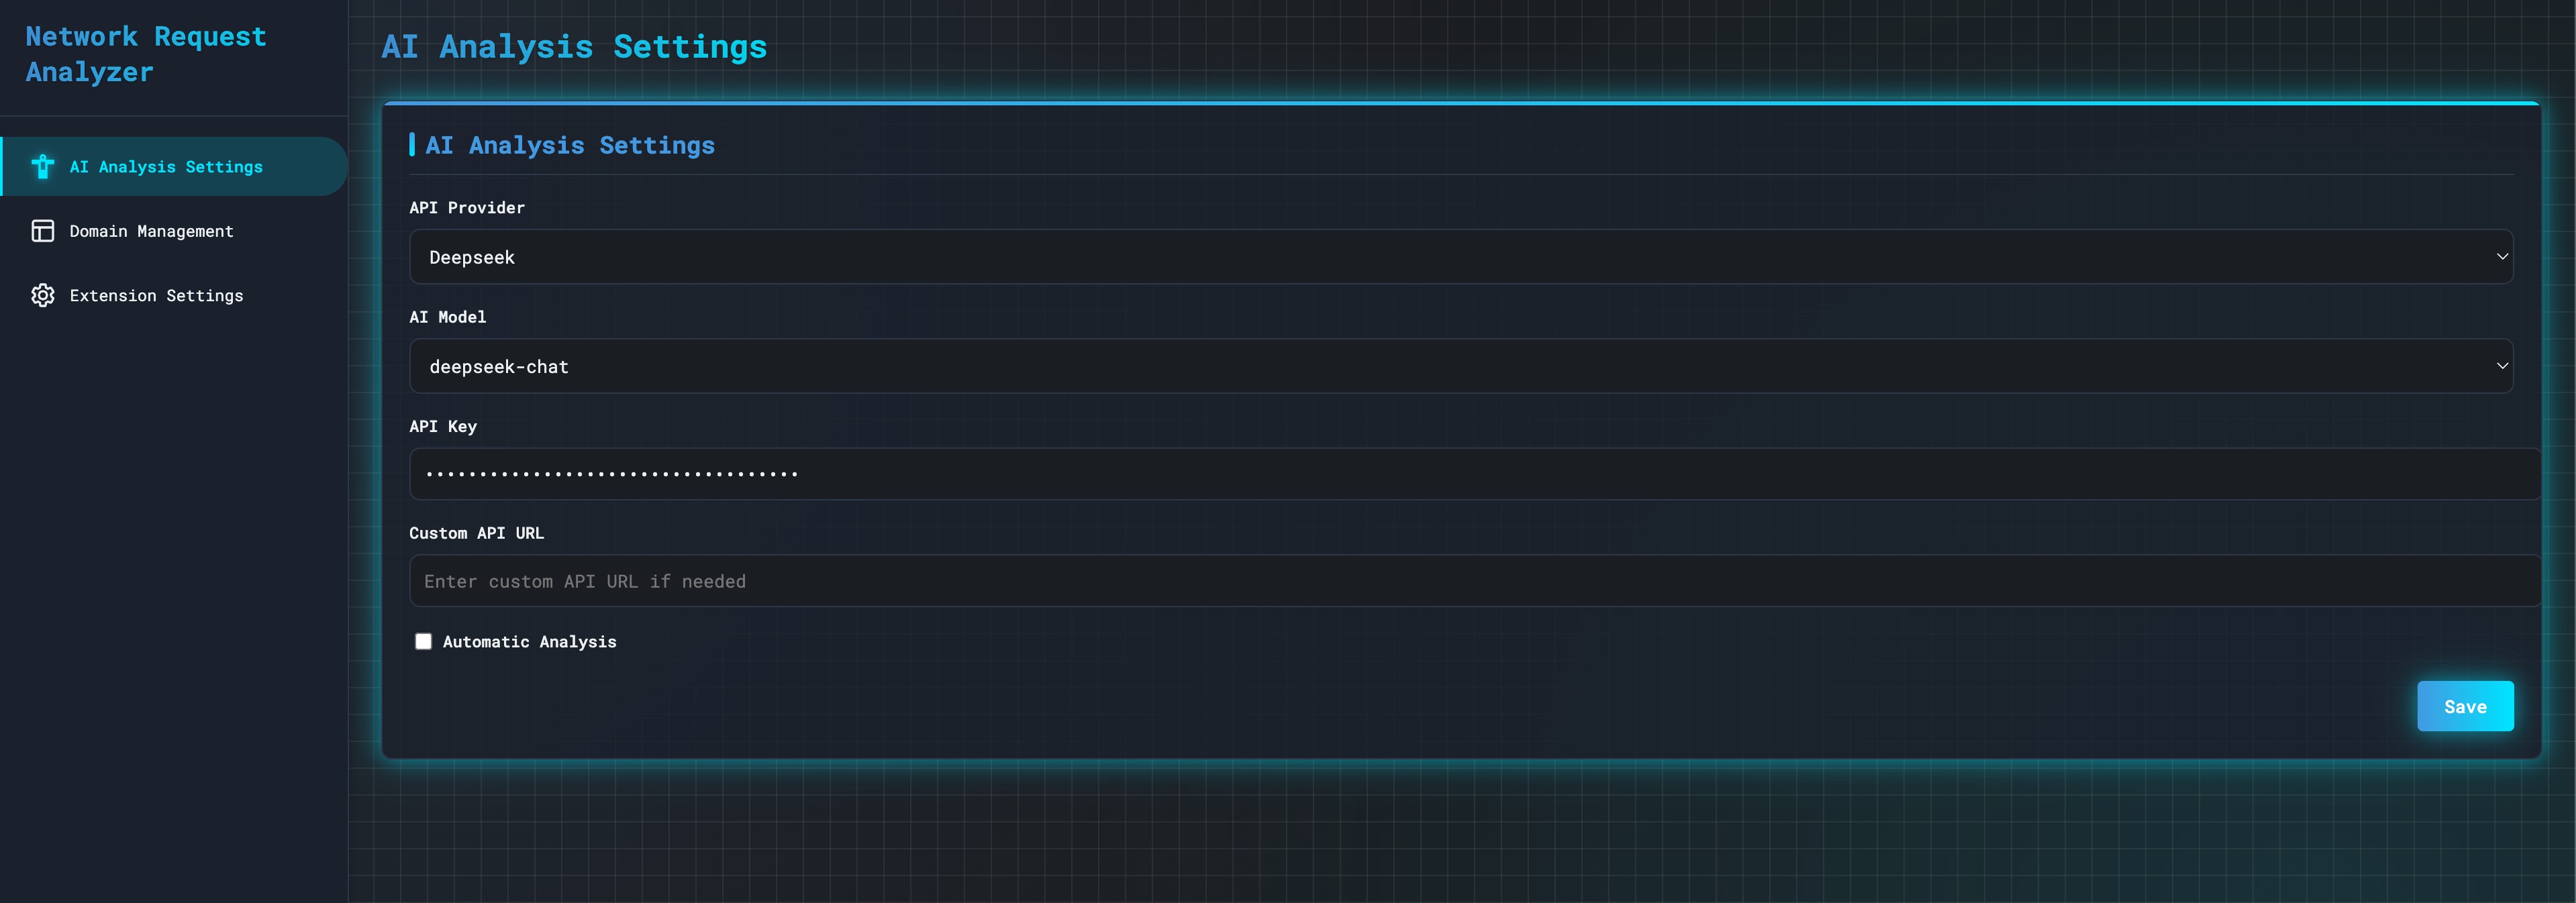 Network Request
Analyzer
AI Analysis Settings
Domain Management
Extension Settings
AI Analysis Settings
AI Analysis Settings
API Provider
Deepseek
AI Model
deepseek-chat
API Key
••••••••••••••••••••••••••••••••••• 
Custom API URL
Enter custom API URL if needed
Automatic Analysis
Save